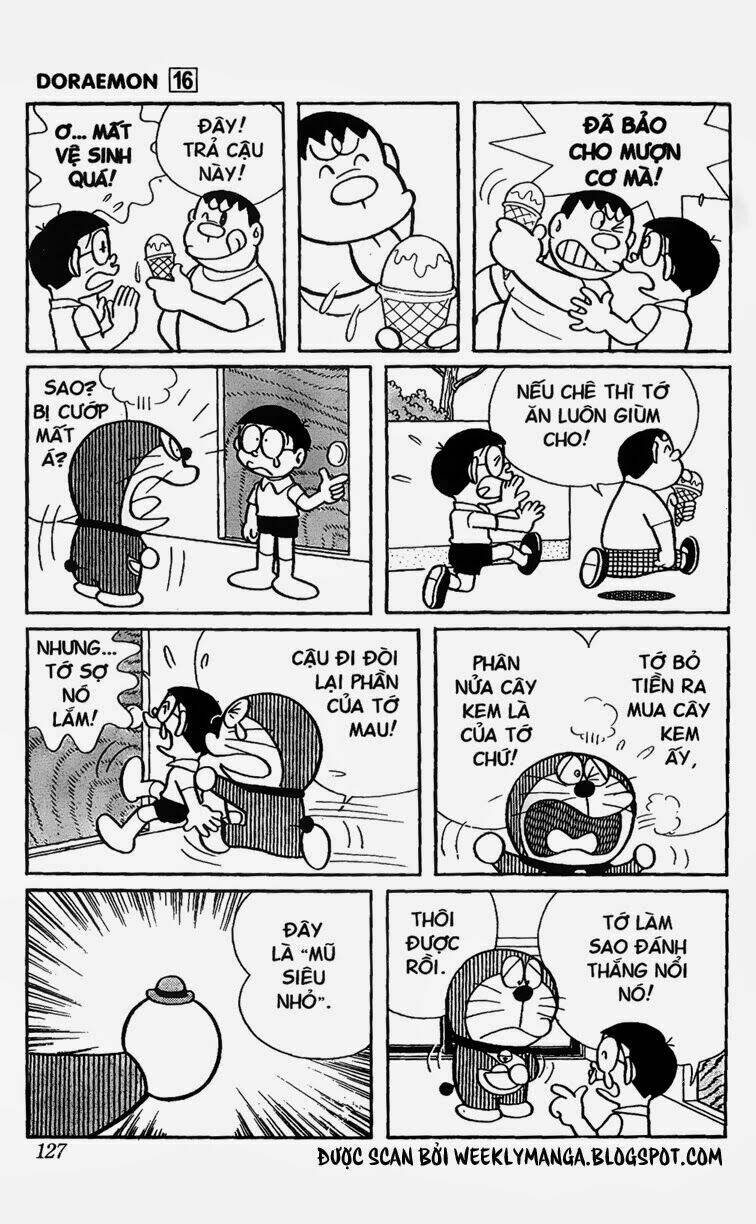 DORAEMON 16
ĐÃ BẢO
CHO MƯỢN
CƠ MÀ!
ĐÂY!
TRẢ CẬU
NÀY!
Ơ... MẤT
VỆ SINH
QUÁ!
NẾU CHÊ THÌ TỚ
ĂN LUÔN GIÙM
CHO!
SAO?
BỊ CƯỚP
MẤT
Á?
TỚ BỎ
TIỀN RA
MUA CÂY
KEM
ẤY,
PHÂN
NỬA CÂY
KEM LÀ
CỦA TỚ
CHỨ!
CẬU ĐI ĐÒI
LẠI PHẦN
CỦA TỚ
MAU!
NHƯNG...
TỚ SỢ
NÓ
LẮM!
TỚ LÀM
SAO ĐÁNH
THẮNG NỔI
NÓ!
THÔI
ĐƯỢC
RỒI.
ĐÂY
LÀ "MŨ
SIÊU
NHỎ".
127
ĐƯỢC SCAN BỞI WEEKLYMANGA.BLOGSPOT.COM